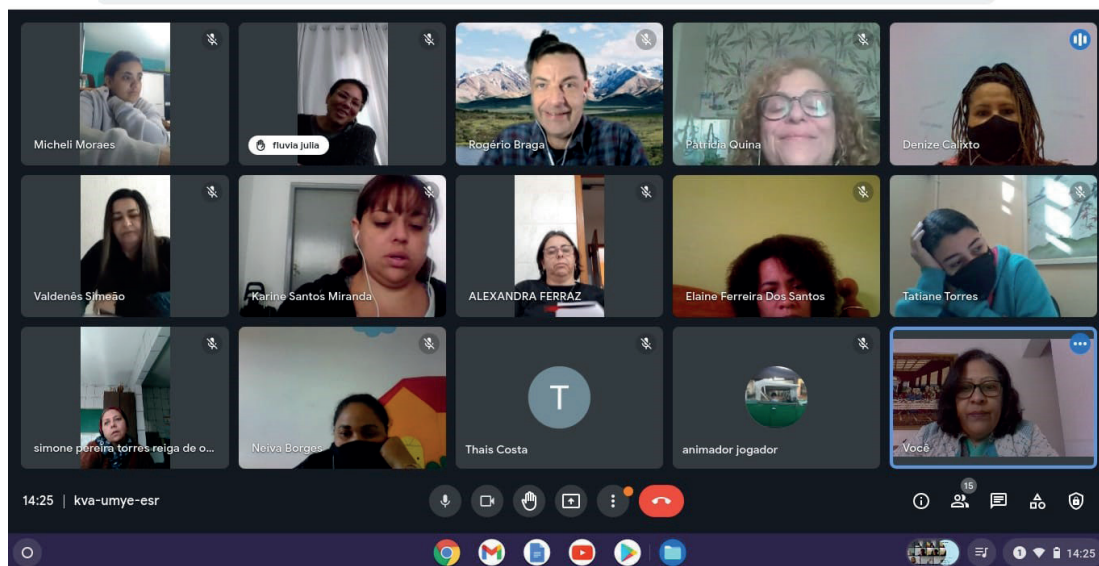 Micheli Moraes
fluvia julia
Rogério Braga
Patrícia Quina
Denize Calixto
Valdenês Simeão
Karine Santos Miranda
ALEXANDRA FERRAZ
Elaine Ferreira Dos Santos
Tatiane Torres
simone pereira torres reiga de o...
Neiva Borges
T
Thais Costa
animador jogador
Você
14:25 | kva-umye-esr
15
1
14:25